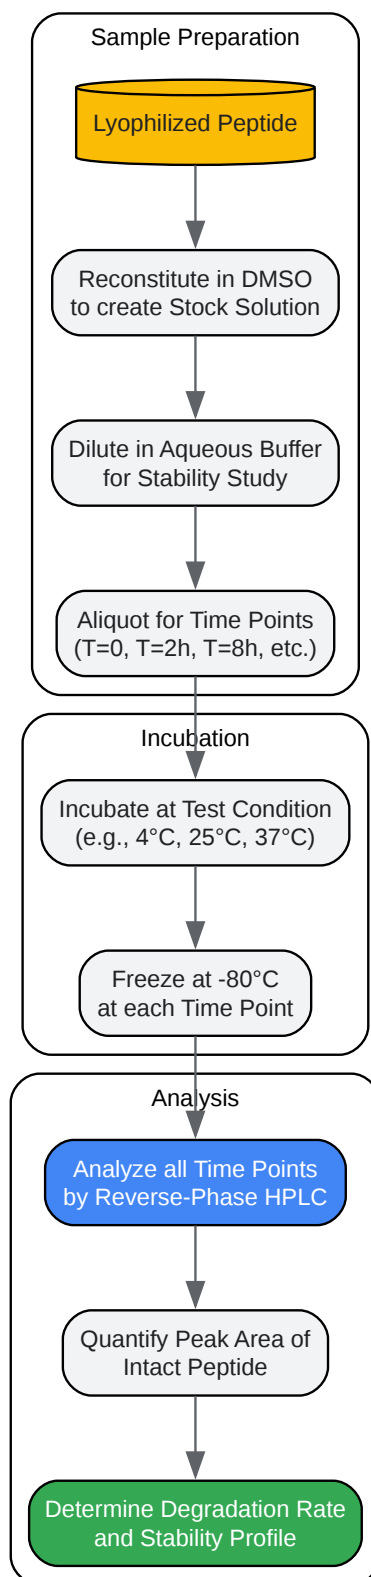 Sample Preparation
Lyophilized Peptide
Reconstitute in DMSO
to create Stock Solution
Dilute in Aqueous Buffer
for Stability Study
Aliquot for Time Points
(T=0, T=2h, T=8h, etc.)
Incubation
Incubate at Test Condition
(e.g., 4°C, 25°C, 37°C)
Freeze at -80°C
at each Time Point
Analysis
Analyze all Time Points
by Reverse-Phase HPLC
Quantify Peak Area of
Intact Peptide
Determine Degradation Rate
and Stability Profile